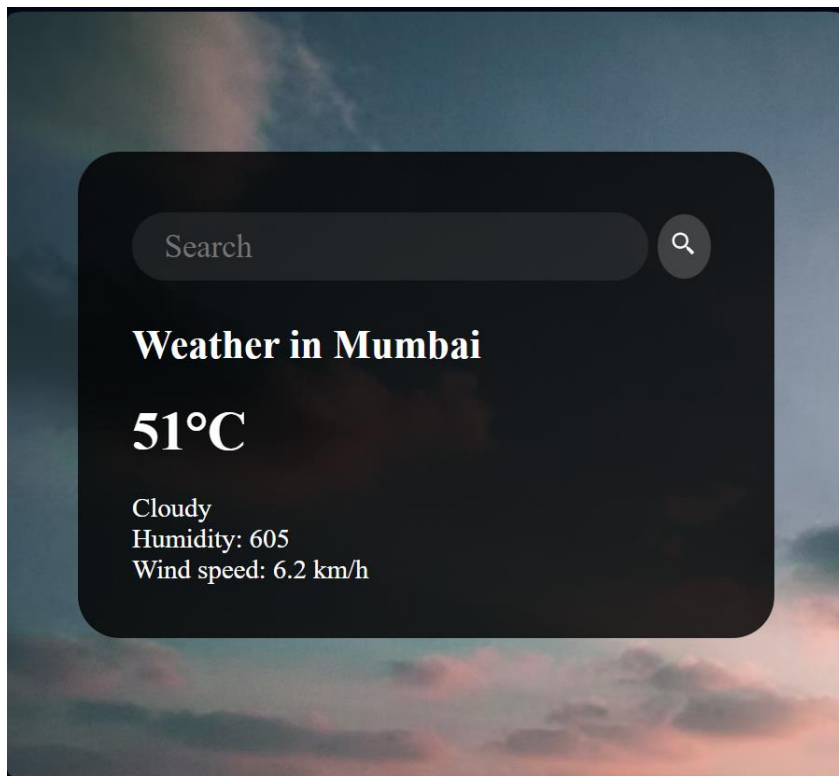 Search
Weather in Mumbai
51°C
Cloudy
Humidity: 605
Wind speed: 6.2 km/h